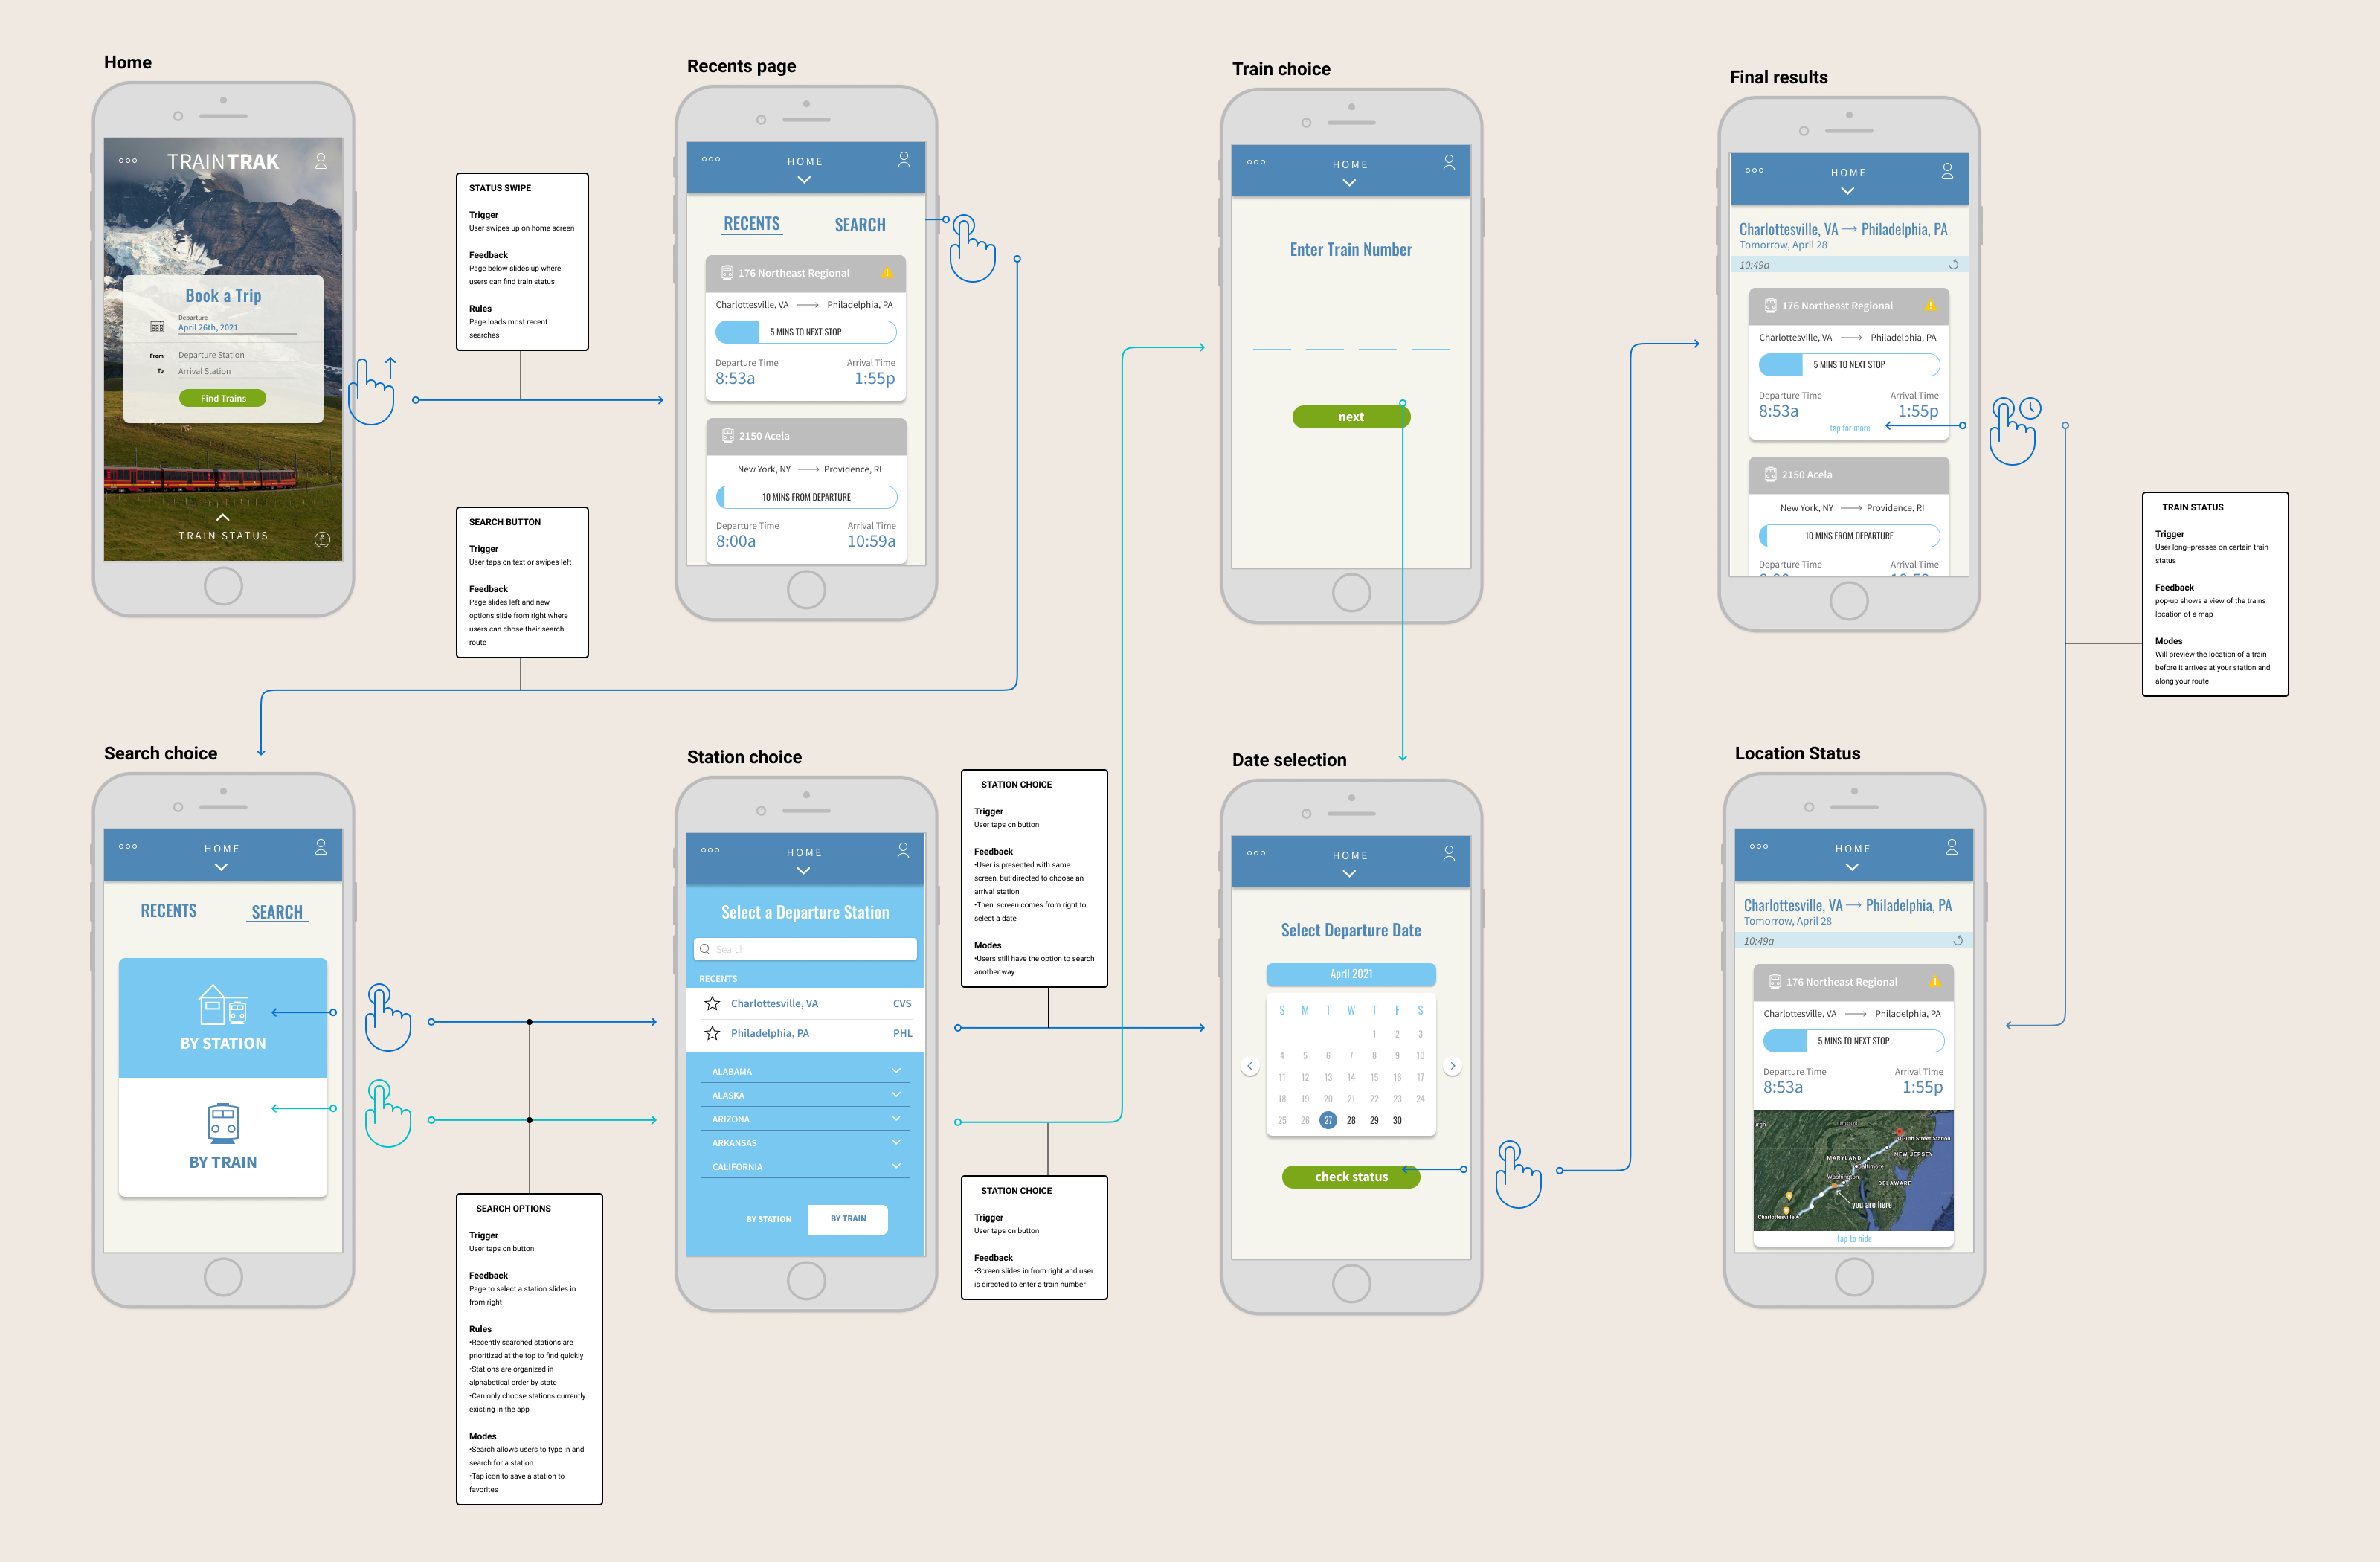 Home
TRAINTRAK
Book a Trip
Departure
April 26th, 2021
From Departure Station
To Arrival Station
Find Trains
TRAIN STATUS
STATUS SWIPE
Trigger
User swipes up on home screen
Feedback
Page below slides up where
users can find train status
Rules
Page loads most recent
searches
SEARCH BUTTON
Trigger
User taps on text or swipes left
Feedback
Page slides left and new
options slide from right where
users can chose their search
route
Recents page
HOME
RECENTS SEARCH
176 Northeast Regional
Charlottesville, VA Philadelphia, PA
5 MINS TO NEXT STOP
Departure Time Arrival Time
8:53a 1:55p
2150 Acela
New York, NY Providence, RI
10 MINS FROM DEPARTURE
Departure Time Arrival Time
8:00a 10:59a
Train choice
HOME
Enter Train Number
next
Final results
HOME
Charlottesville, VA → Philadelphia, PA
Tomorrow, April 28
10:49a
176 Northeast Regional
Charlottesville, VA Philadelphia, PA
5 MINS TO NEXT STOP
Departure Time Arrival Time
8:53a 1:55p
tap for more
2150 Acela
New York, NY Providence, RI
10 MINS FROM DEPARTURE
Departure Time Arrival Time
TRAIN STATUS
Trigger
User long-presses on certain train
status
Feedback
pop-up shows a view of the trains
location of a map
Modes
Will preview the location of a train
before it arrives at your station and
along your route
Search choice
HOME
RECENTS SEARCH
BY STATION
BY TRAIN
SEARCH OPTIONS
Trigger
User taps on button
Feedback
Page to select a station slides in
from right
Rules
•Recently searched stations are
prioritized at the top to find quickly
•Stations are organized in
alphabetical order by state
•Can only choose stations currently
existing in the app
Modes
•Search allows users to type in and
search for a station
•Tap icon to save a station to
favorites
Station choice
HOME
Select a Departure Station
Search
RECENTS
Charlottesville, VA CVS
Philadelphia, PA PHL
ALABAMA
ALASKA
ARIZONA
ARKANSAS
CALIFORNIA
BY STATION BY TRAIN
STATION CHOICE
Trigger
User taps on button
Feedback
•User is presented with same
screen, but directed to choose an
arrival station
•Then, screen comes from right to
select a date
Modes
•Users still have the option to search
another way
STATION CHOICE
Trigger
User taps on button
Feedback
•Screen slides in from right and user
is directed to enter a train number
Date selection
HOME
Select Departure Date
April 2021
S M T W T F S
1 2 3
4 5 6 7 8 9 10
11 12 13 14 15 16 17
18 19 20 21 22 23 24
25 26 27 28 29 30
check status
Location Status
HOME
Charlottesville, VA → Philadelphia, PA
Tomorrow, April 28
10:49a
176 Northeast Regional
Charlottesville, VA Philadelphia, PA
5 MINS TO NEXT STOP
Departure Time Arrival Time
8:53a 1:55p
30th Street Station
MARYLAND
NEW JERSEY
Baltimore
Washington
DELAWARE
you are here
Charlottesville
tap to hide